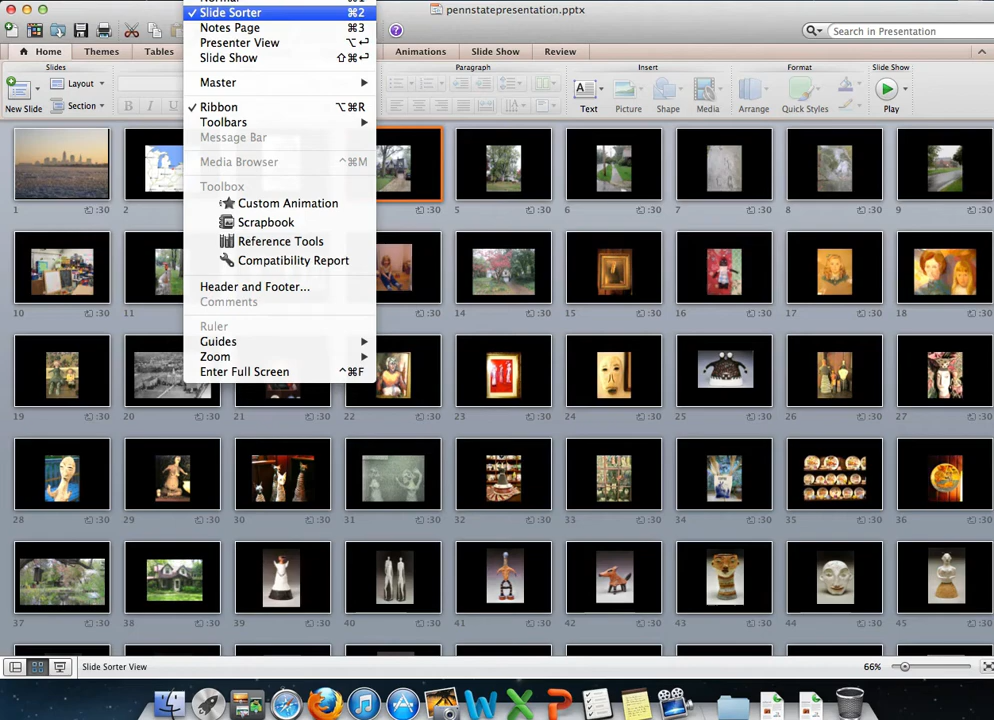 Normal ⌘1
✓ Slide Sorter ⌘2
Notes Page ⌘3
Presenter View ⌥↩
Slide Show ⇧⌘↩
Master
✓ Ribbon ⌥⌘R
Toolbars
Message Bar
Media Browser ^⌘M
Toolbox
Custom Animation
Scrapbook
Reference Tools
Compatibility Report
Header and Footer...
Comments
Ruler
Guides
Zoom
Enter Full Screen ^⌘F
pennstatepresentation.pptx
Search in Presentation
Home Themes Tables Animations Slide Show Review
Slides Paragraph Insert Format Slide Show
New Slide Layout Section B I U Text Picture Shape Media Arrange Quick Styles Play
1 :30 2 :30 5 :30 6 :30 7 :30 8 :30 9 :30
10 :30 11 :30 14 :30 15 :30 16 :30 17 :30 18 :30
19 :30 20 :30 21 :30 22 :30 23 :30 24 :30 25 :30 26 :30 27 :30
28 :30 29 :30 30 :30 31 :30 32 :30 33 :30 34 :30 35 :30 36 :30
37 :30 38 :30 39 :30 40 :30 41 :30 42 :30 43 :30 44 :30 45 :30
Slide Sorter View 66%